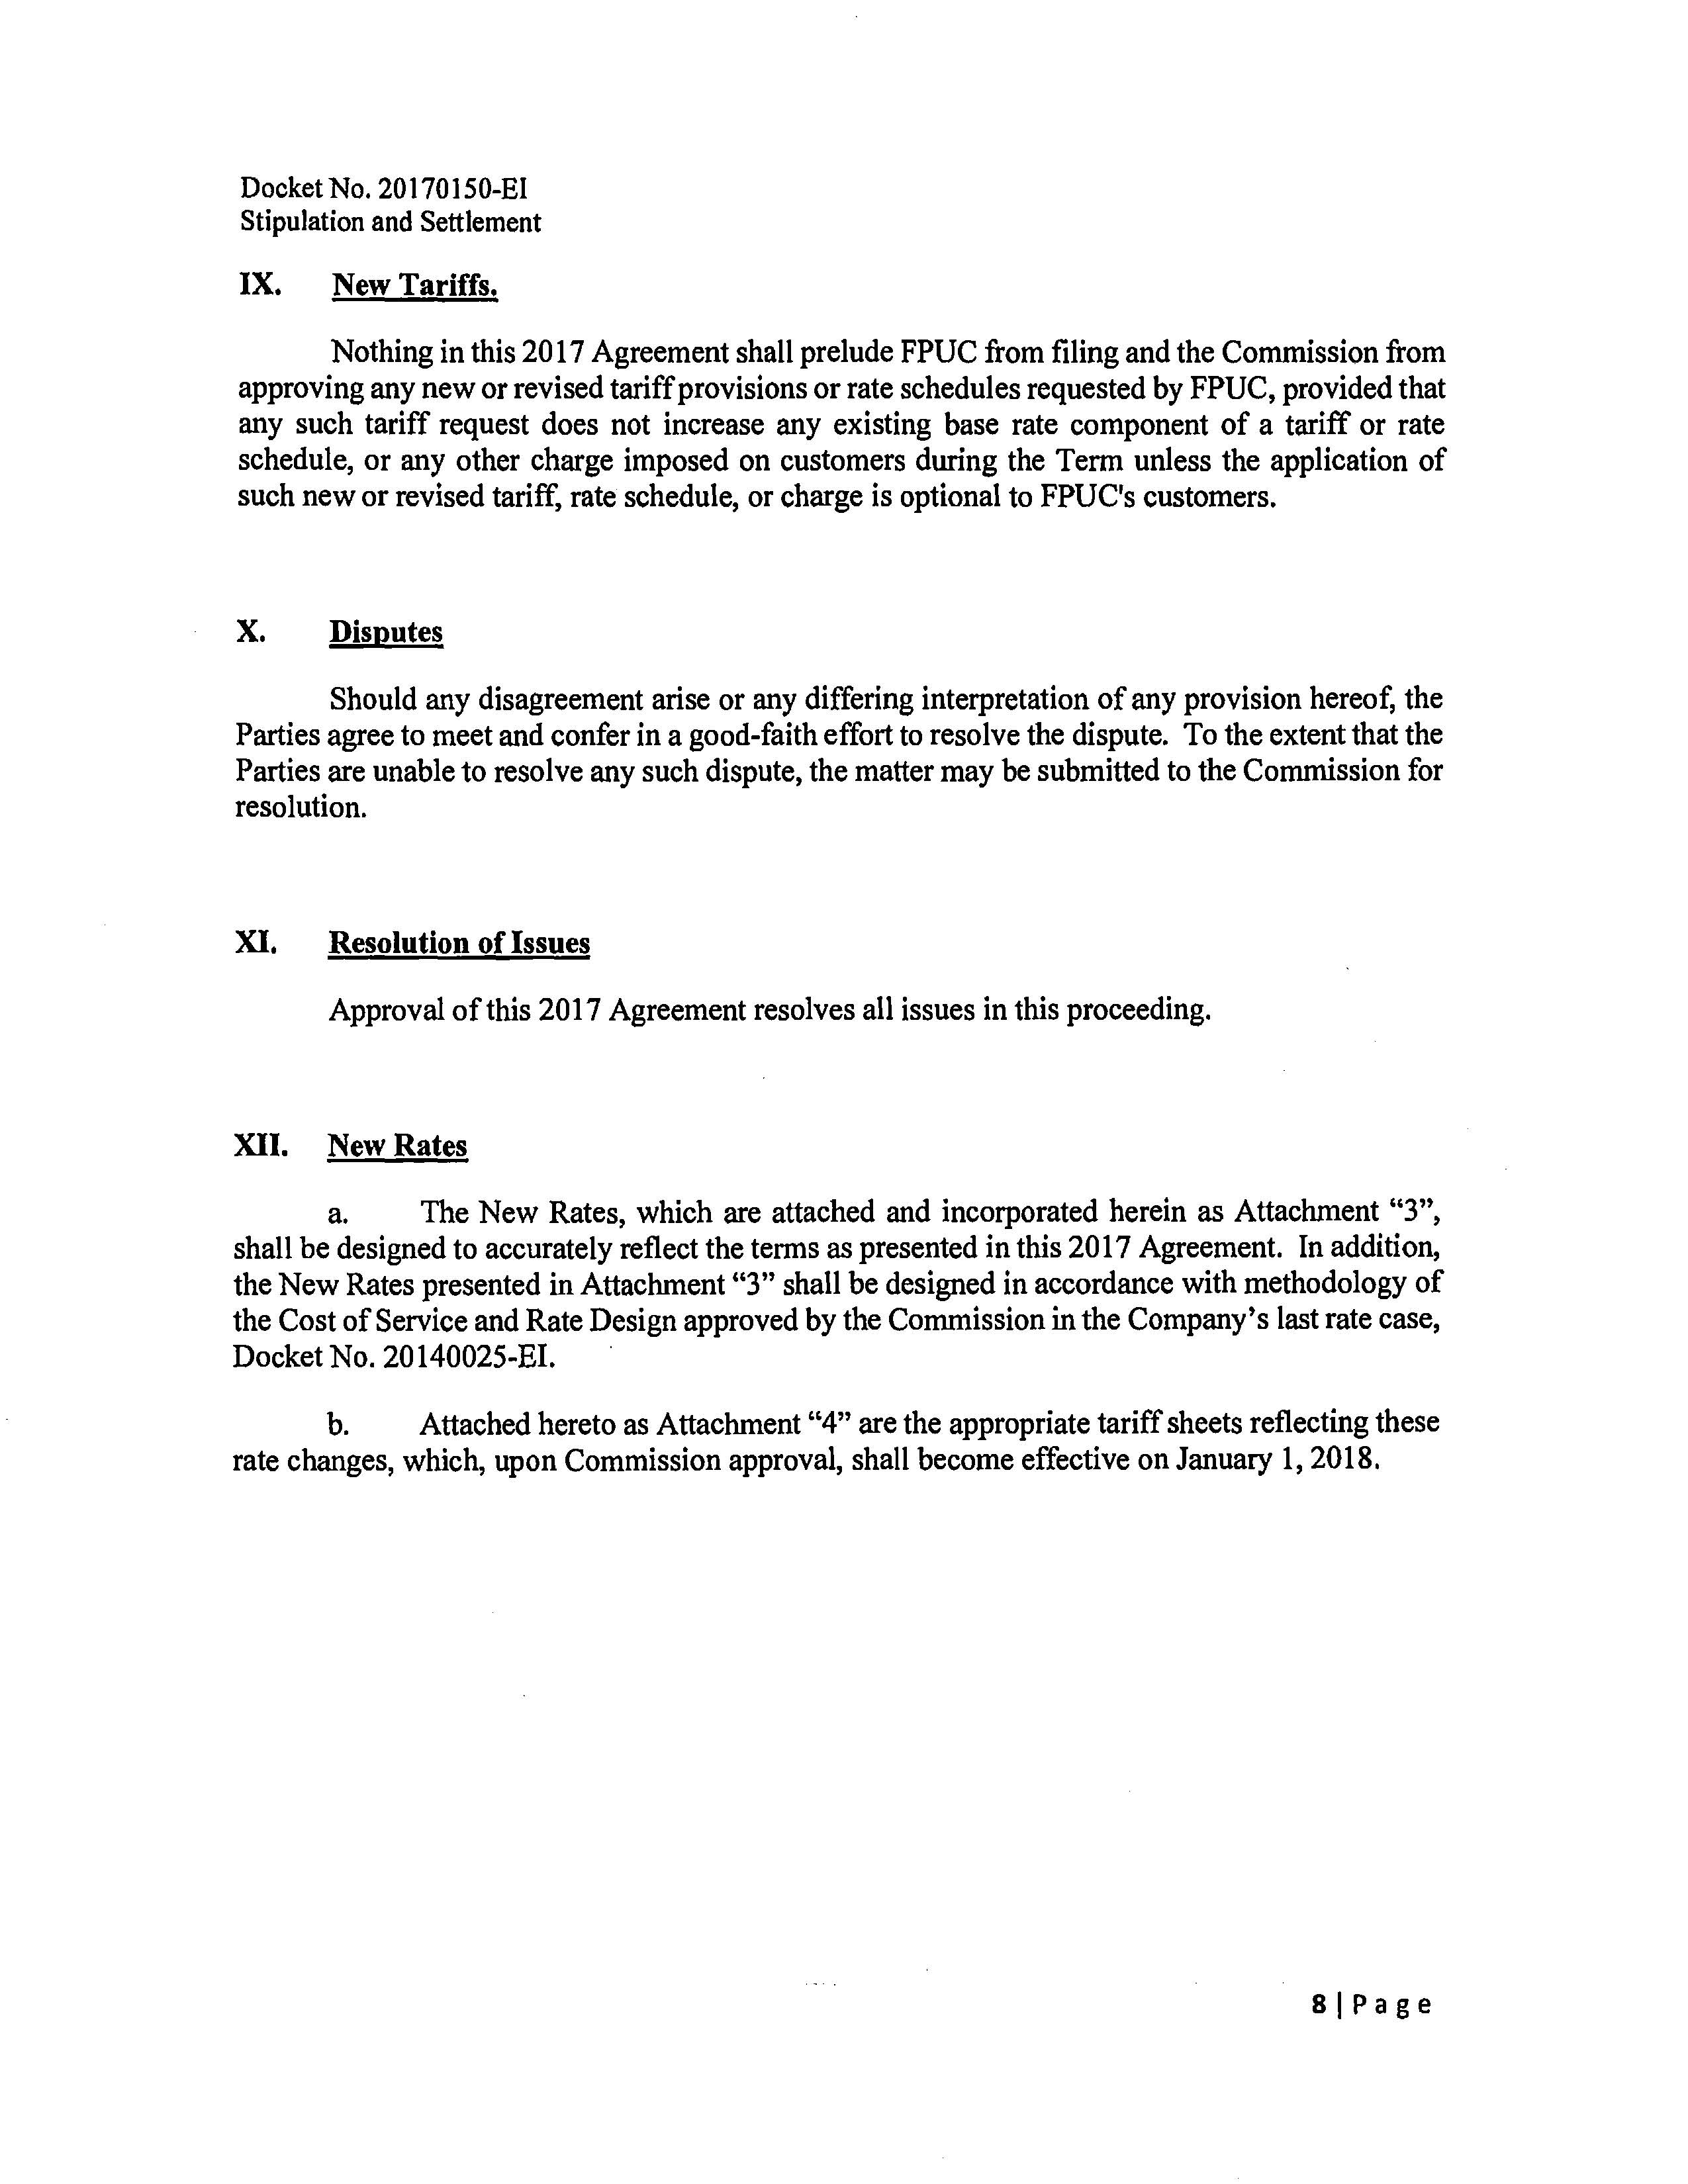 Docket No. 20170150-EI
Stipulation and Settlement
IX. New Tariffs.
Nothing in this 2017 Agreement shall prelude FPUC from filing and the Commission from
approving any new or revised tariff provisions or rate schedules requested by FPUC, provided that
any such tariff request does not increase any existing base rate component of a tariff or rate
schedule, or any other charge imposed on customers during the Term unless the application of
such new or revised tariff, rate schedule, or charge is optional to FPUC's customers.
X. Disputes
Should any disagreement arise or any differing interpretation of any provision hereof, the
Parties agree to meet and confer in a good-faith effort to resolve the dispute. To the extent that the
Parties are unable to resolve any such dispute, the matter may be submitted to the Commission for
resolution.
XI. Resolution of Issues
Approval of this 2017 Agreement resolves all issues in this proceeding.
XII. New Rates
a. The New Rates, which are attached and incorporated herein as Attachment “3”,
shall be designed to accurately reflect the terms as presented in this 2017 Agreement. In addition,
the New Rates presented in Attachment “3” shall be designed in accordance with methodology of
the Cost of Service and Rate Design approved by the Commission in the Company’s last rate case,
Docket No. 20140025-EI.
b. Attached hereto as Attachment “4” are the appropriate tariff sheets reflecting these
rate changes, which, upon Commission approval, shall become effective on January 1, 2018.
8 | Page